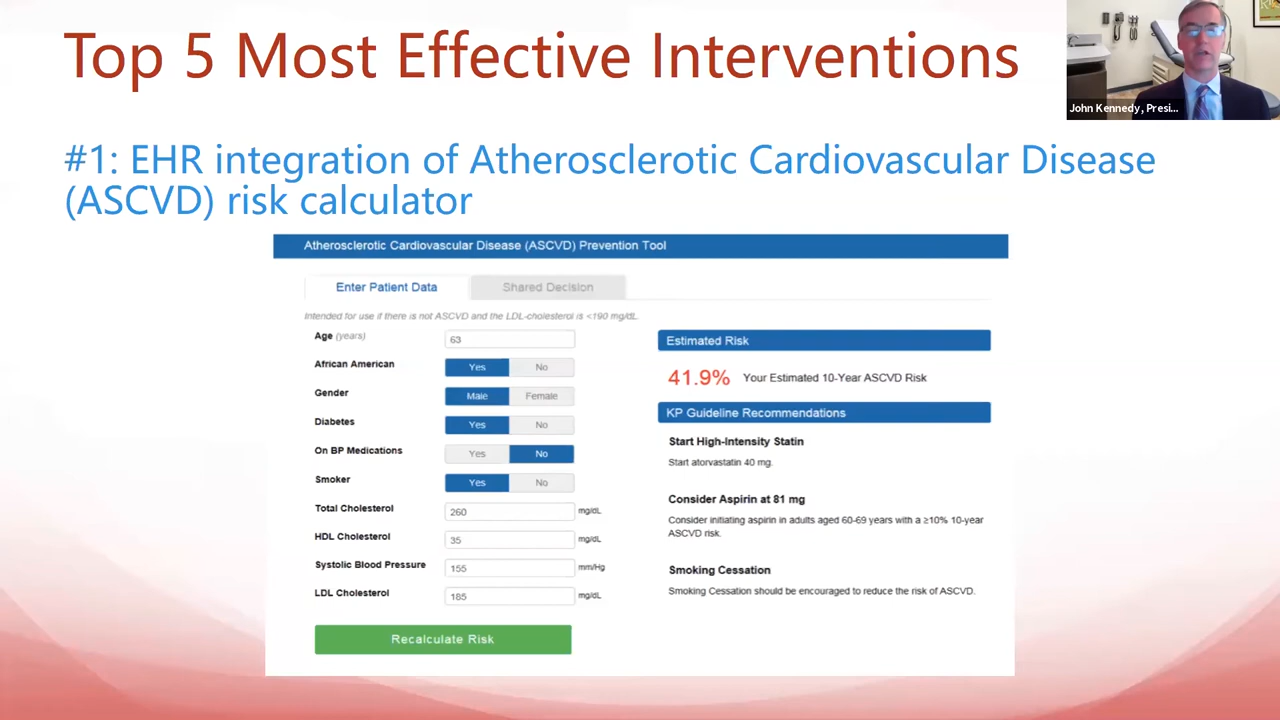 Top 5 Most Effective Interventions
John Kennedy, Presi...
#1: EHR integration of Atherosclerotic Cardiovascular Disease
(ASCVD) risk calculator
Atherosclerotic Cardiovascular Disease (ASCVD) Prevention Tool
Enter Patient Data
Shared Decision
Intended for use if there is not ASCVD and the LDL-cholesterol is <190 mg/dL.
Age (years) 63
African American Yes No
Gender Male Female
Diabetes Yes No
On BP Medications Yes No
Smoker Yes No
Total Cholesterol 260 mg/dL
HDL Cholesterol 35 mg/dL
Systolic Blood Pressure 155 mm/Hg
LDL Cholesterol 185 mg/dL
Recalculate Risk
Estimated Risk
41.9% Your Estimated 10-Year ASCVD Risk
KP Guideline Recommendations
Start High-Intensity Statin
Start atorvastatin 40 mg.
Consider Aspirin at 81 mg
Consider initiating aspirin in adults aged 60-69 years with a ≥10% 10-year
ASCVD risk.
Smoking Cessation
Smoking Cessation should be encouraged to reduce the risk of ASCVD.